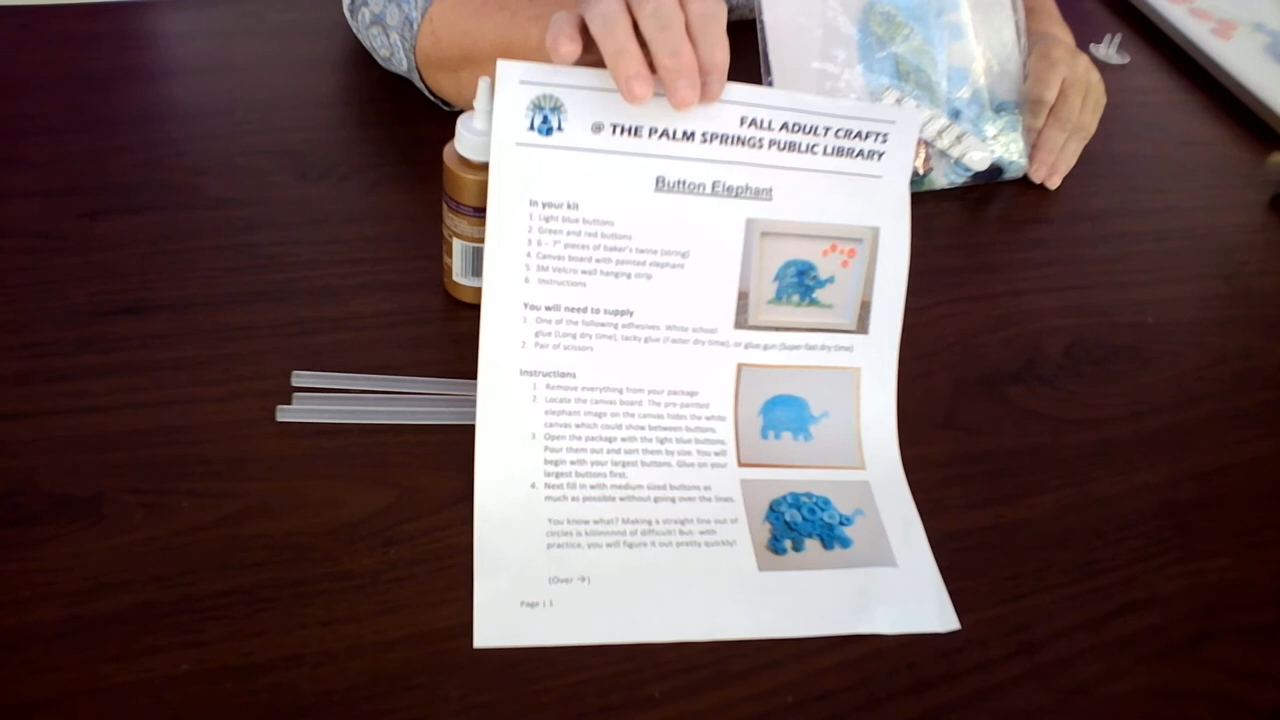 FALL ADULT CRAFTS
@ THE PALM SPRINGS PUBLIC LIBRARY
Button Elephant
In your kit
1. Light blue buttons
2. Green and red buttons
3 6 – 7" pieces of baker's twine (string)
4. Canvas board with painted elephant
5. 3M Velcro wall hanging strip
6. Instructions
You will need to supply
1. One of the following adhesives. White school
glue (Long dry time), tacky glue (Faster dry time), or glue gun (Super fast dry time)
2. Pair of scissors
Instructions
1. Remove everything from your package
2. Locate the canvas board. The pre-painted
elephant image on the canvas hides the white
canvas which could show between buttons.
3. Open the package with the light blue buttons.
Pour them out and sort them by size. You will
begin with your largest buttons. Glue on your
largest buttons first.
4. Next fill in with medium sized buttons as
much as possible without going over the lines.
You know what? Making a straight line out of
circles is kiinnnnd of difficult! But with
practice, you will figure it out pretty quickly!
(Over →)
Page | 1